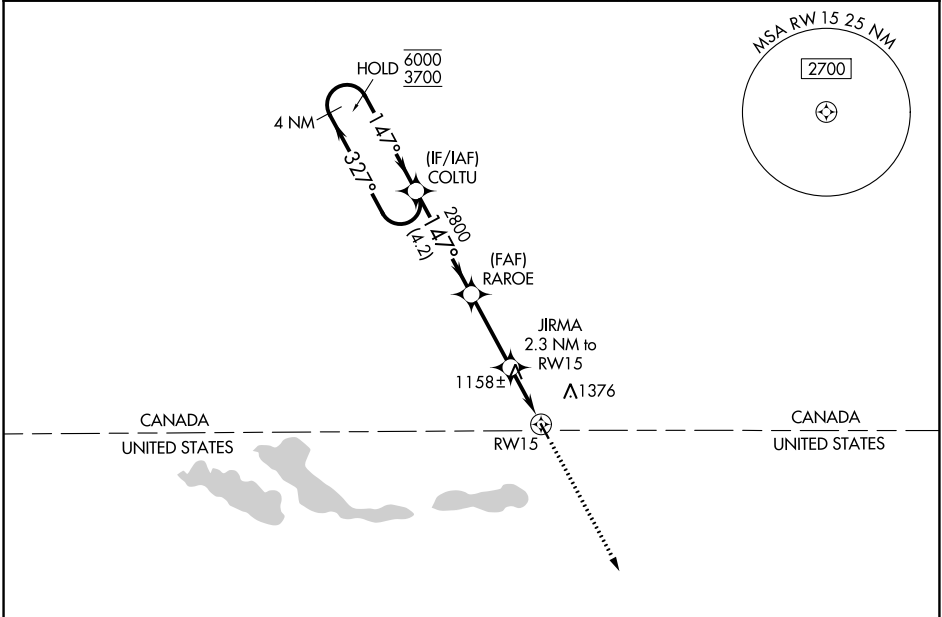 MSA RW 15 25 NM
2700
HOLD 6000
3700
4 NM
147°
327°
(IF/IAF)
COLTU
2800
147°
(4.2)
(FAF)
RAROE
JIRMA
2.3 NM to
RW15
1158±
1376
CANADA
UNITED STATES
RW15
CANADA
UNITED STATES